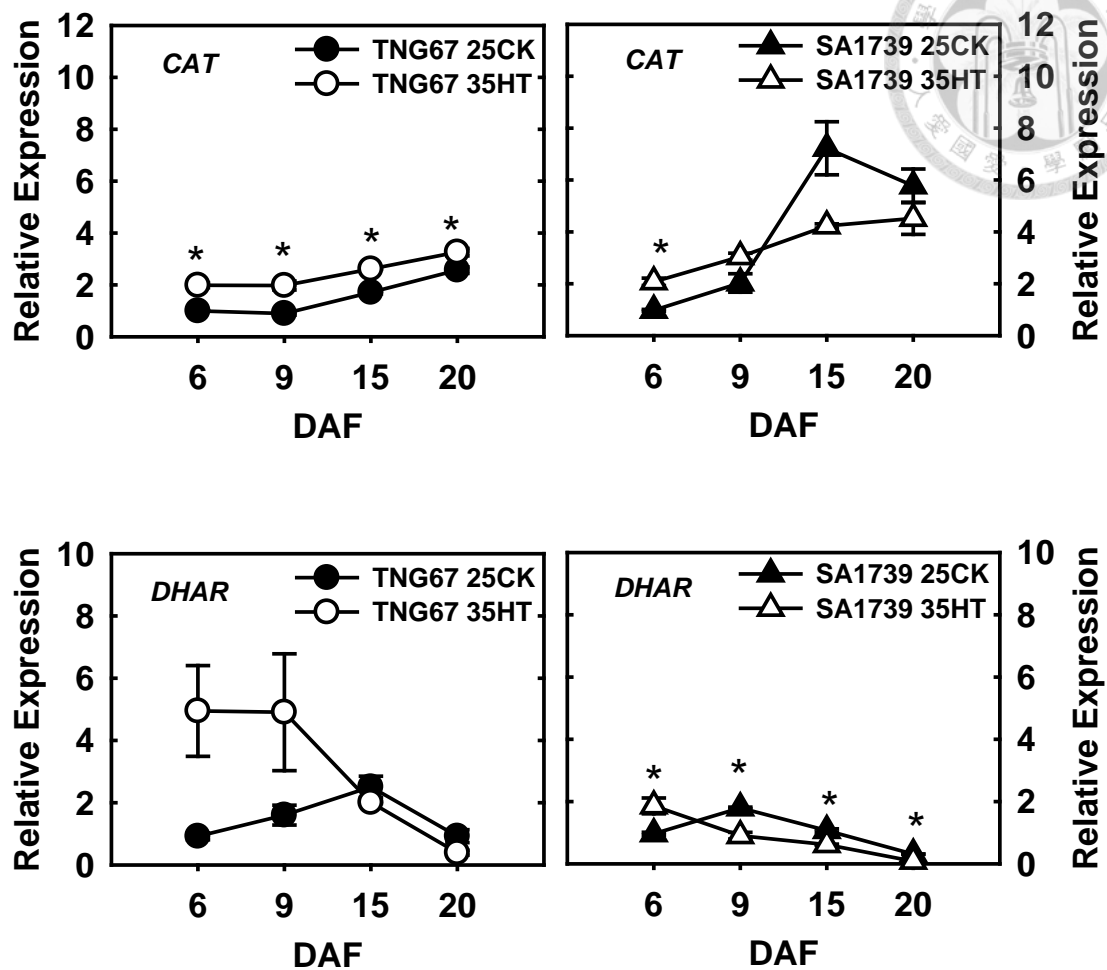 CAT
TNG67 25CK
TNG67 35HT
Relative Expression
12
10
8
6
4
2
0
* * * *
6 9 15 20
DAF
CAT
SA1739 25CK
SA1739 35HT
12
10
8
6
4
2
0
Relative Expression
*
6 9 15 20
DAF
DHAR
TNG67 25CK
TNG67 35HT
Relative Expression
10
8
6
4
2
0
6 9 15 20
DAF
DHAR
SA1739 25CK
SA1739 35HT
10
8
6
4
2
0
Relative Expression
* * * *
6 9 15 20
DAF